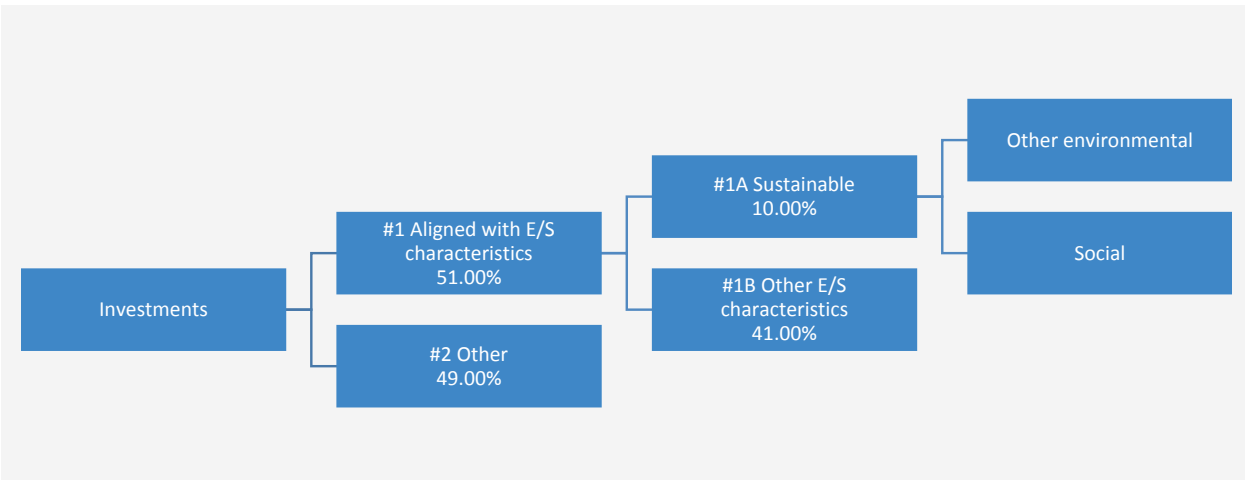 Investments
#1 Aligned with E/S
characteristics
51.00%
#2 Other
49.00%
#1A Sustainable
10.00%
#1B Other E/S
characteristics
41.00%
Other environmental
Social